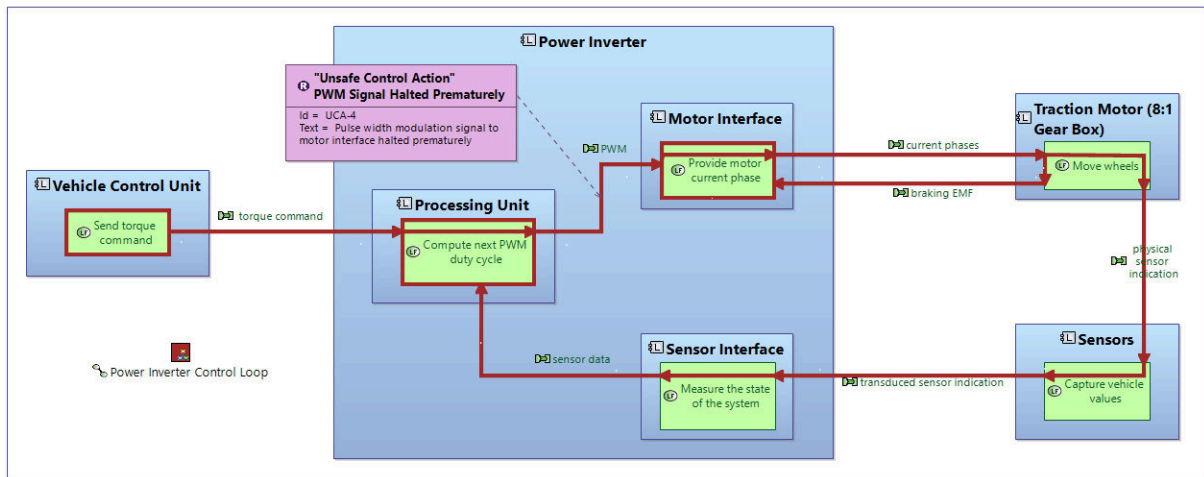 Power Inverter
"Unsafe Control Action"
PWM Signal Halted Prematurely
Id = UCA-4
Text = Pulse width modulation signal to
motor interface halted prematurely
Motor Interface
Provide motor
current phase
PWM
current phases
braking EMF
Traction Motor (8:1
Gear Box)
Move wheels
Vehicle Control Unit
Send torque
command
torque command
Processing Unit
Compute next PWM
duty cycle
physical
sensor
indication
Power Inverter Control Loop
sensor data
Sensor Interface
Measure the state
of the system
transduced sensor indication
Sensors
Capture vehicle
values